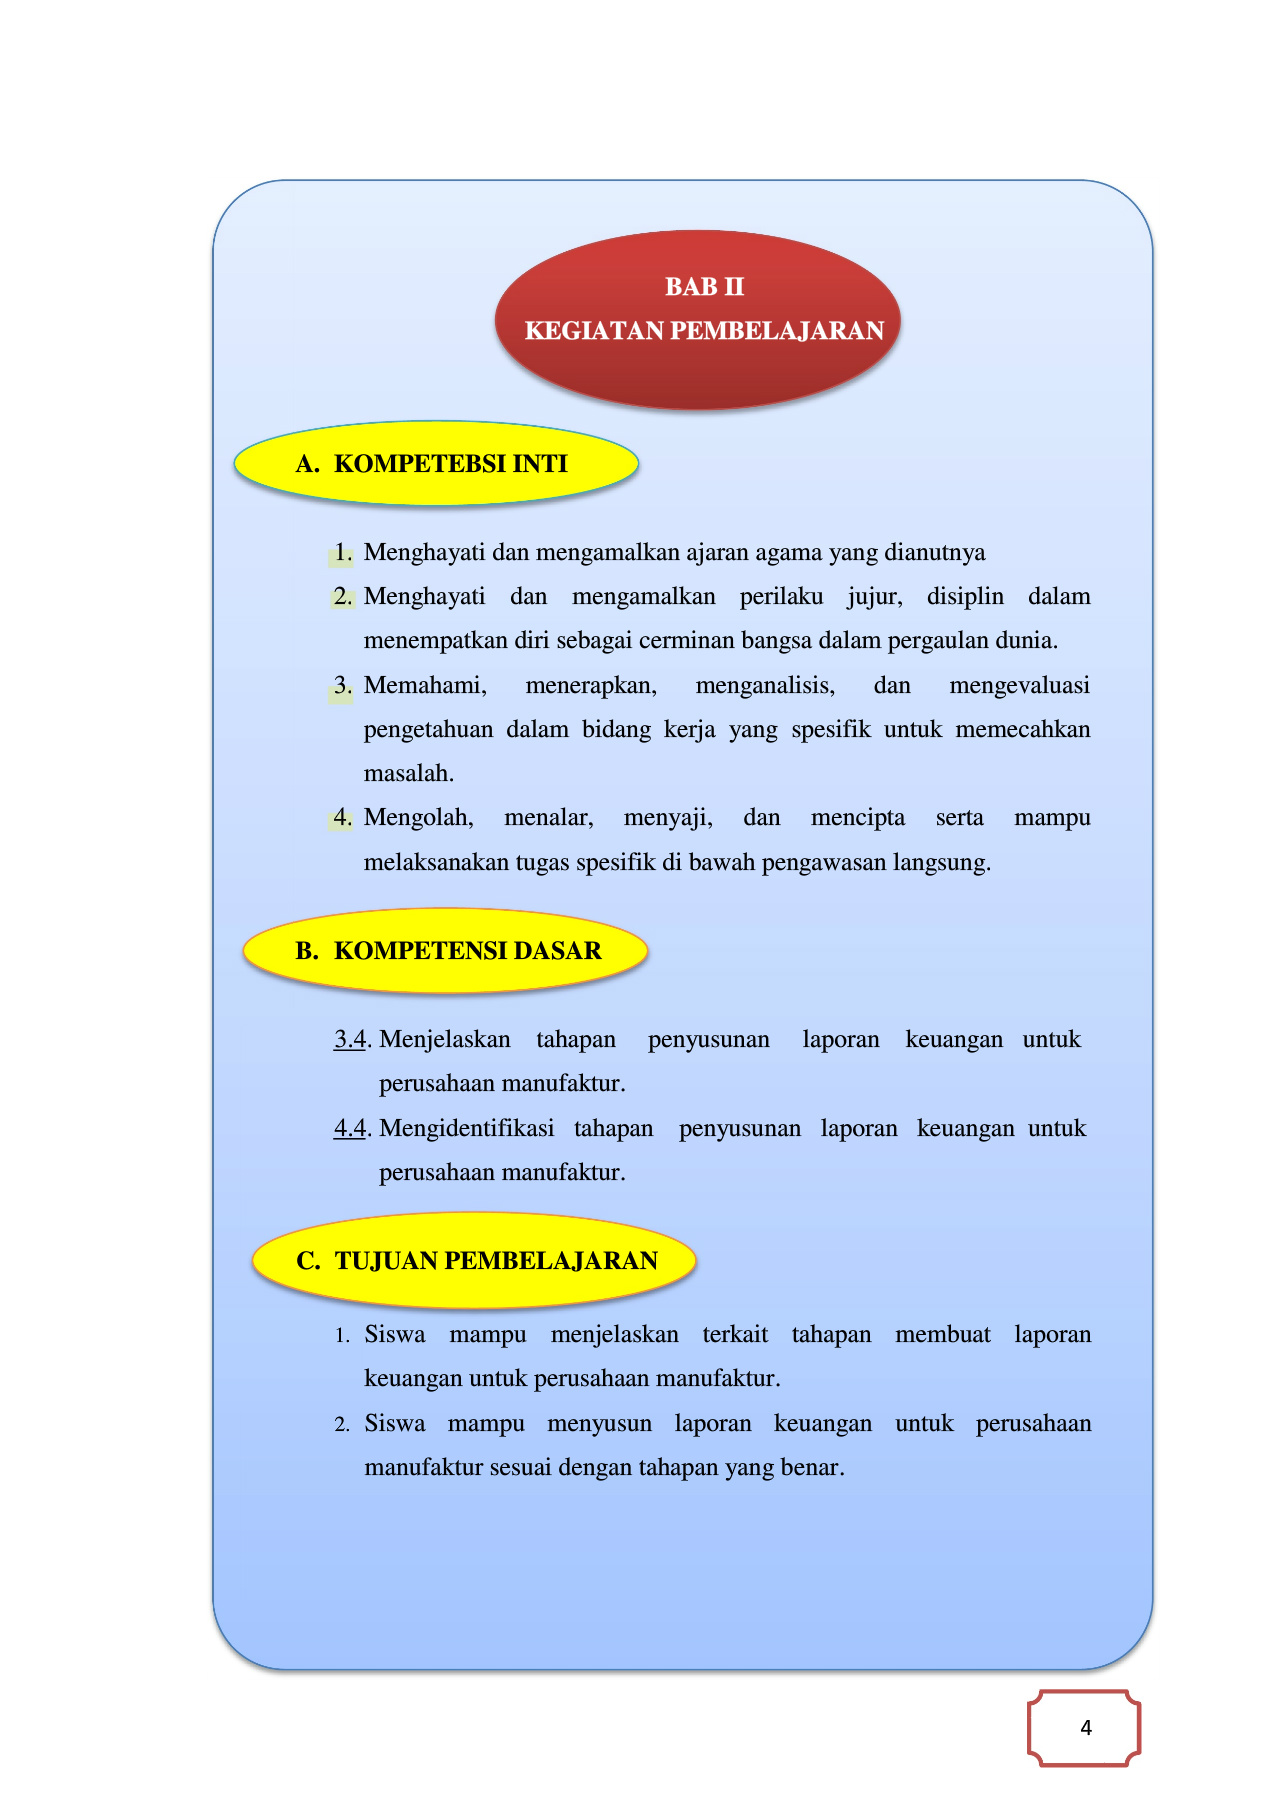 BAB II
KEGIATAN PEMBELAJARAN
A. KOMPETEBSI INTI
1. Menghayati dan mengamalkan ajaran agama yang dianutnya
2. Menghayati dan mengamalkan perilaku jujur, disiplin dalam
menempatkan diri sebagai cerminan bangsa dalam pergaulan dunia.
3. Memahami, menerapkan, menganalisis, dan mengevaluasi
pengetahuan dalam bidang kerja yang spesifik untuk memecahkan
masalah.
4. Mengolah, menalar, menyaji, dan mencipta serta mampu
melaksanakan tugas spesifik di bawah pengawasan langsung.
B. KOMPETENSI DASAR
3.4. Menjelaskan tahapan penyusunan laporan keuangan untuk
perusahaan manufaktur.
4.4. Mengidentifikasi tahapan penyusunan laporan keuangan untuk
perusahaan manufaktur.
C. TUJUAN PEMBELAJARAN
1. Siswa mampu menjelaskan terkait tahapan membuat laporan
keuangan untuk perusahaan manufaktur.
2. Siswa mampu menyusun laporan keuangan untuk perusahaan
manufaktur sesuai dengan tahapan yang benar.
4